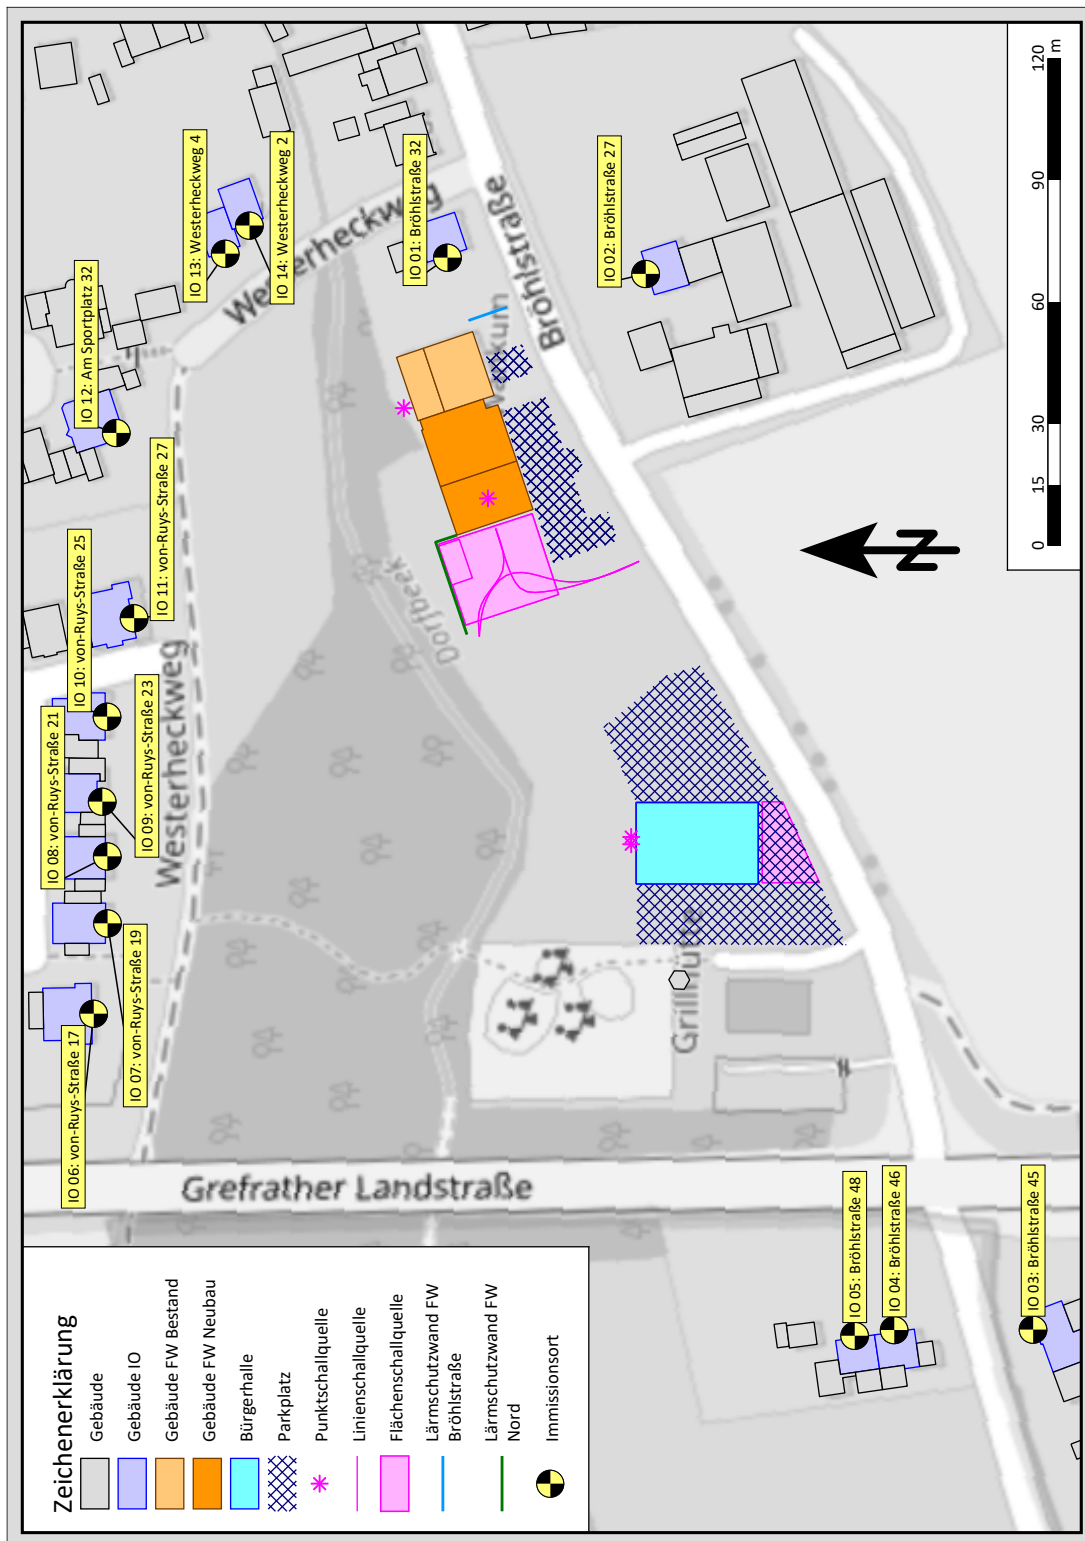 Zeichenerklärung
Gebäude
Gebäude IO
Gebäude FW Bestand
Gebäude FW Neubau
Bürgerhalle
Parkplatz
Punktschallquelle
Linienschallquelle
Flächenschallquelle
Lärmschutzwand FW
Bröhlstraße
Lärmschutzwand FW
Nord
Immissionsort
IO 06: von-Ruys-Straße 17
IO 07: von-Ruys-Straße 19
IO 08: von-Ruys-Straße 21
IO 09: von-Ruys-Straße 23
IO 10: von-Ruys-Straße 25
IO 11: von-Ruys-Straße 27
IO 12: Am Sportplatz 32
IO 13: Westerheckweg 4
IO 14: Westerheckweg 2
IO 01: Bröhlstraße 32
IO 02: Bröhlstraße 27
IO 05: Bröhlstraße 48
IO 04: Bröhlstraße 46
IO 03: Bröhlstraße 45
Westerheckweg
Westerheckweg
Grefrather Landstraße
Dorfbeek
Bröhlstraße
Grillhütte
N
0 15 30 60 90 120
m